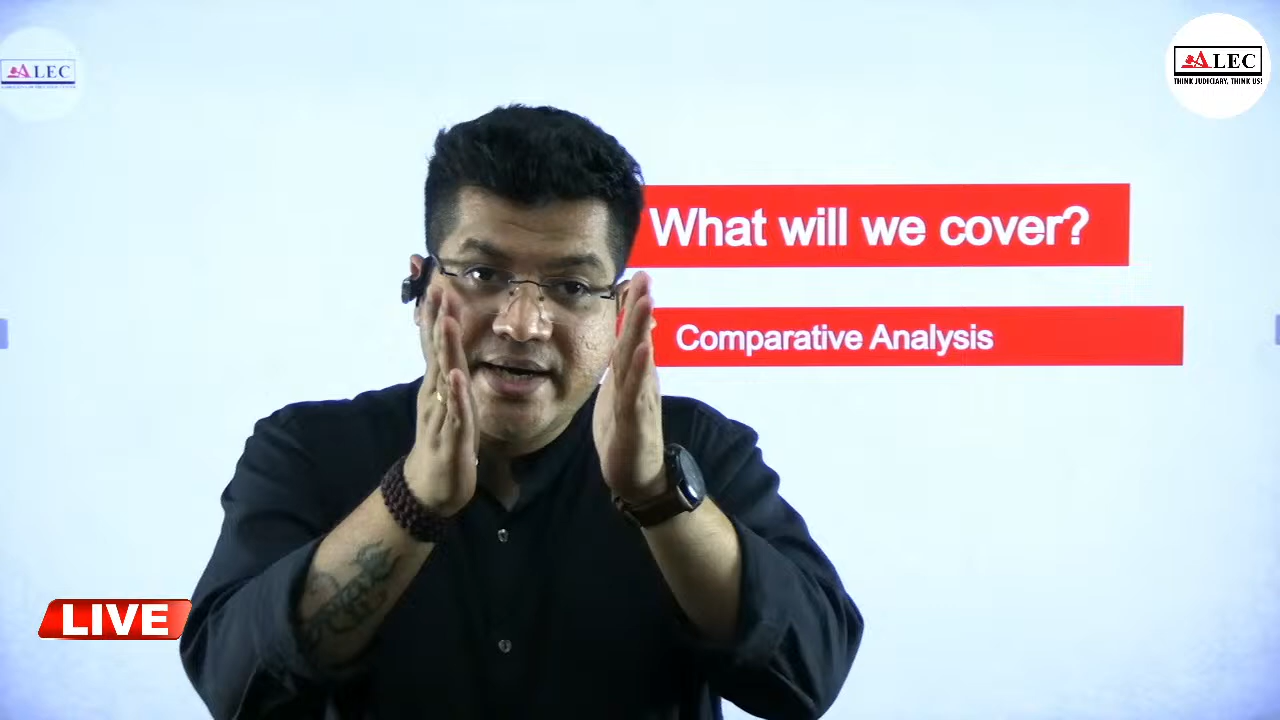 ALEC
ALEC
THINK JUDICIARY, THINK US!
What will we cover?
Comparative Analysis
LIVE